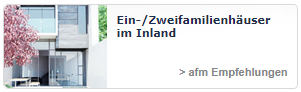 Ein-/Zweifamilienhäuser
im Inland
> afm Empfehlungen